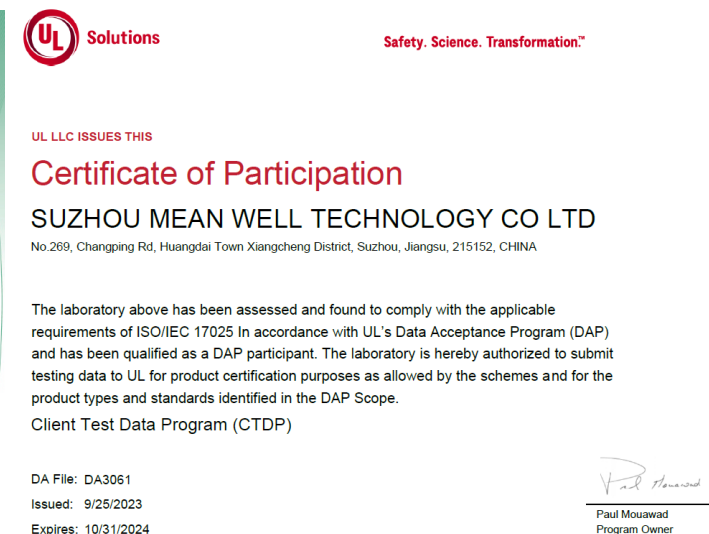 UL Solutions
Safety. Science. Transformation.™
UL LLC ISSUES THIS
Certificate of Participation
SUZHOU MEAN WELL TECHNOLOGY CO LTD
No.269, Changping Rd, Huangdai Town Xiangcheng District, Suzhou, Jiangsu, 215152, CHINA
The laboratory above has been assessed and found to comply with the applicable
requirements of ISO/IEC 17025 In accordance with UL's Data Acceptance Program (DAP)
and has been qualified as a DAP participant. The laboratory is hereby authorized to submit
testing data to UL for product certification purposes as allowed by the schemes and for the
product types and standards identified in the DAP Scope.
Client Test Data Program (CTDP)
DA File: DA3061
Issued: 9/25/2023
Expires: 10/31/2024
Paul Mouawad
Paul Mouawad
Program Owner